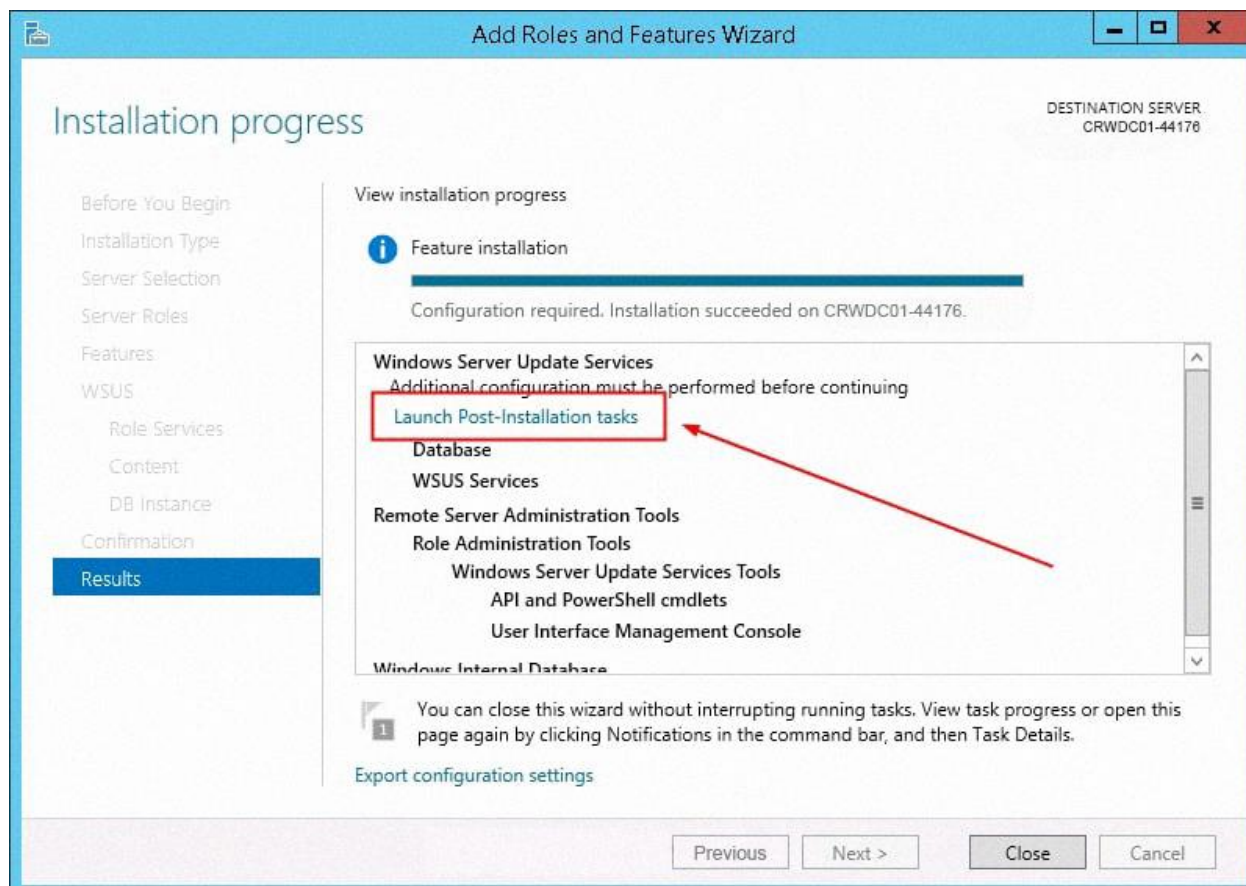 Add Roles and Features Wizard
Installation progress
DESTINATION SERVER
CRWDC01-44176
Before You Begin
Installation Type
Server Selection
Server Roles
Features
WSUS
Role Services
Content
DB Instance
Confirmation
Results
View installation progress
Feature installation
Configuration required. Installation succeeded on CRWDC01-44176.
Windows Server Update Services
Additional configuration must be performed before continuing
Launch Post-Installation tasks
Database
WSUS Services
Remote Server Administration Tools
Role Administration Tools
Windows Server Update Services Tools
API and PowerShell cmdlets
User Interface Management Console
Windows Internal Database
1
You can close this wizard without interrupting running tasks. View task progress or open this
page again by clicking Notifications in the command bar, and then Task Details.
Export configuration settings
Previous
Next >
Close
Cancel